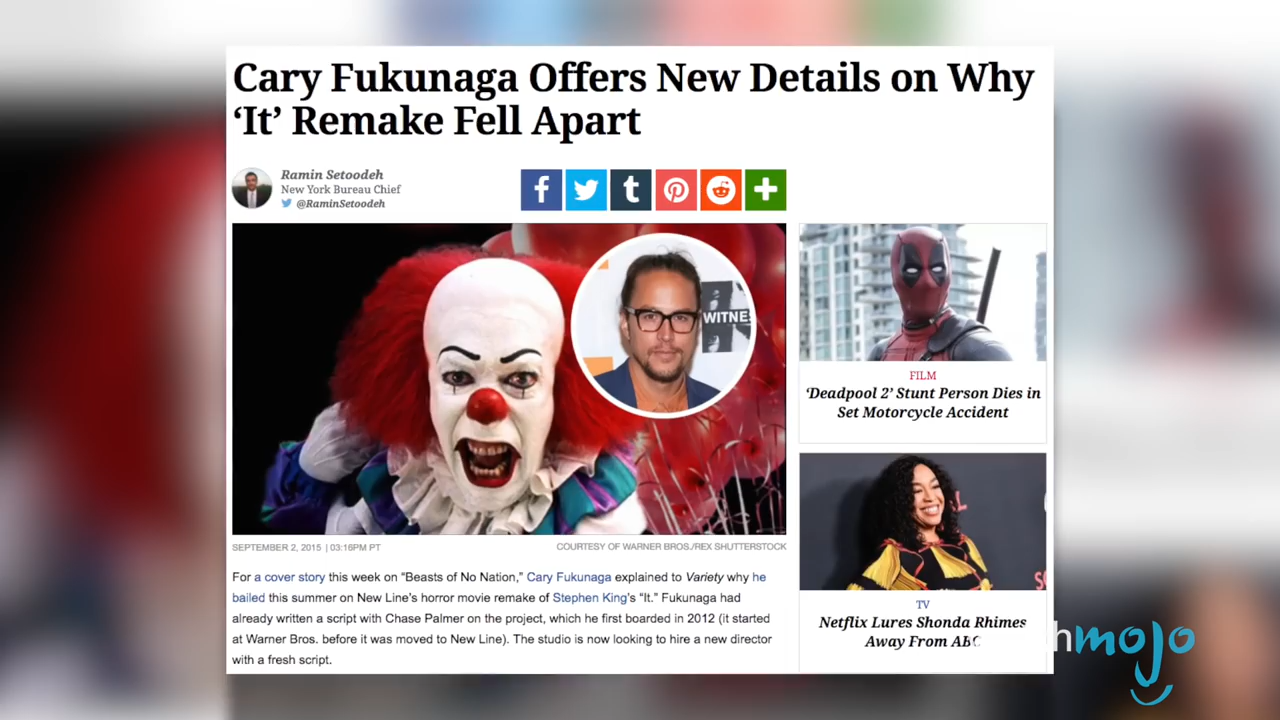 Cary Fukunaga Offers New Details on Why
‘It’ Remake Fell Apart
Ramin Setoodeh
New York Bureau Chief
@RaminSetoodeh
WITNE
SEPTEMBER 2, 2015 | 03:16PM PT
COURTESY OF WARNER BROS./REX SHUTTERSTOCK
For a cover story this week on “Beasts of No Nation,” Cary Fukunaga explained to Variety why he
bailed this summer on New Line’s horror movie remake of Stephen King’s “It.” Fukunaga had
already written a script with Chase Palmer on the project, which he first boarded in 2012 (it started
at Warner Bros. before it was moved to New Line). The studio is now looking to hire a new director
with a fresh script.
FILM
‘Deadpool 2’ Stunt Person Dies in
Set Motorcycle Accident
TV
Netflix Lures Shonda Rhimes
Away From ABC
hmojo